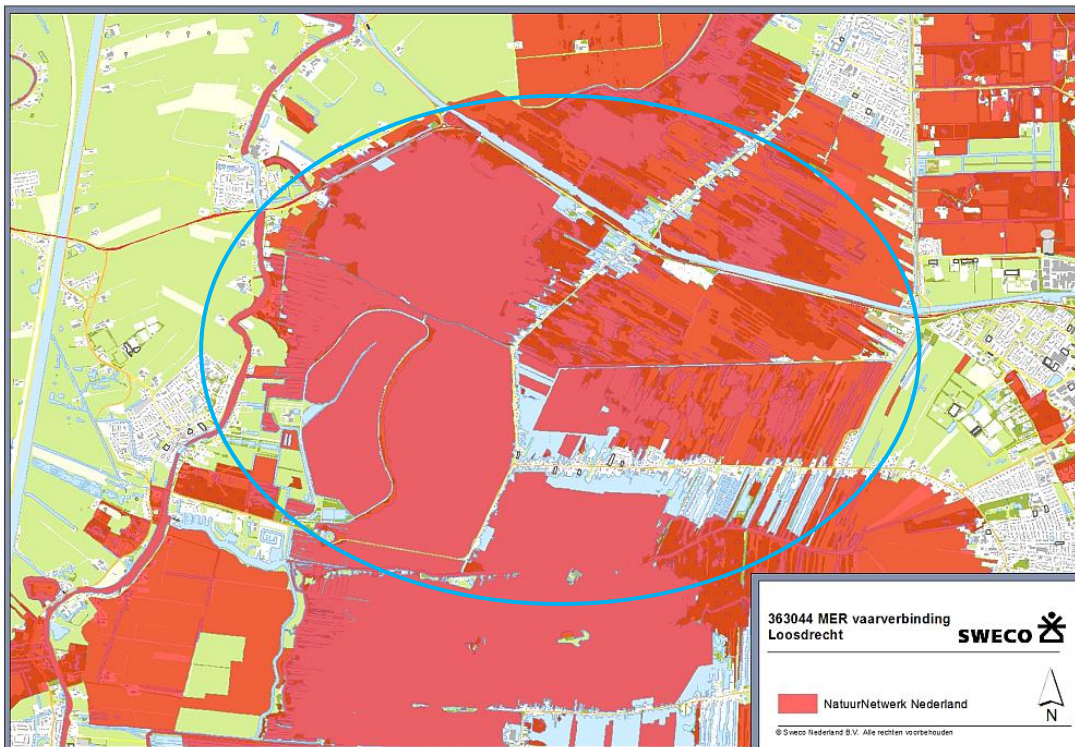 363044 MER vaarverbinding
Loosdrecht
SWECO
NatuurNetwerk Nederland
N
© Sweco Nederland B.V. Alle rechten voorbehouden